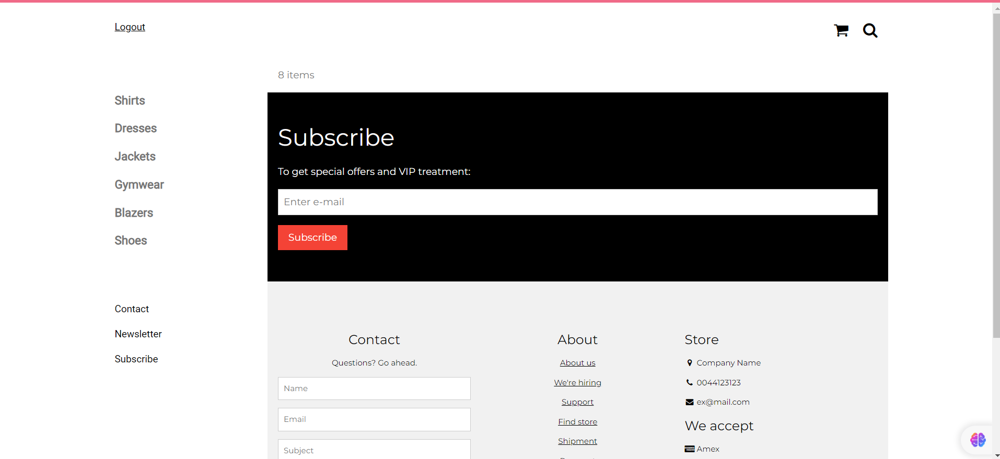 Logout
8 items
Shirts
Dresses
Jackets
Gymwear
Blazers
Shoes
Contact
Newsletter
Subscribe
Subscribe
To get special offers and VIP treatment:
Enter e-mail
Subscribe
Contact
Questions? Go ahead.
Name
Email
Subject
About
About us
We're hiring
Support
Find store
Shipment
Store
Company Name
0044123123
ex@mail.com
We accept
Amex